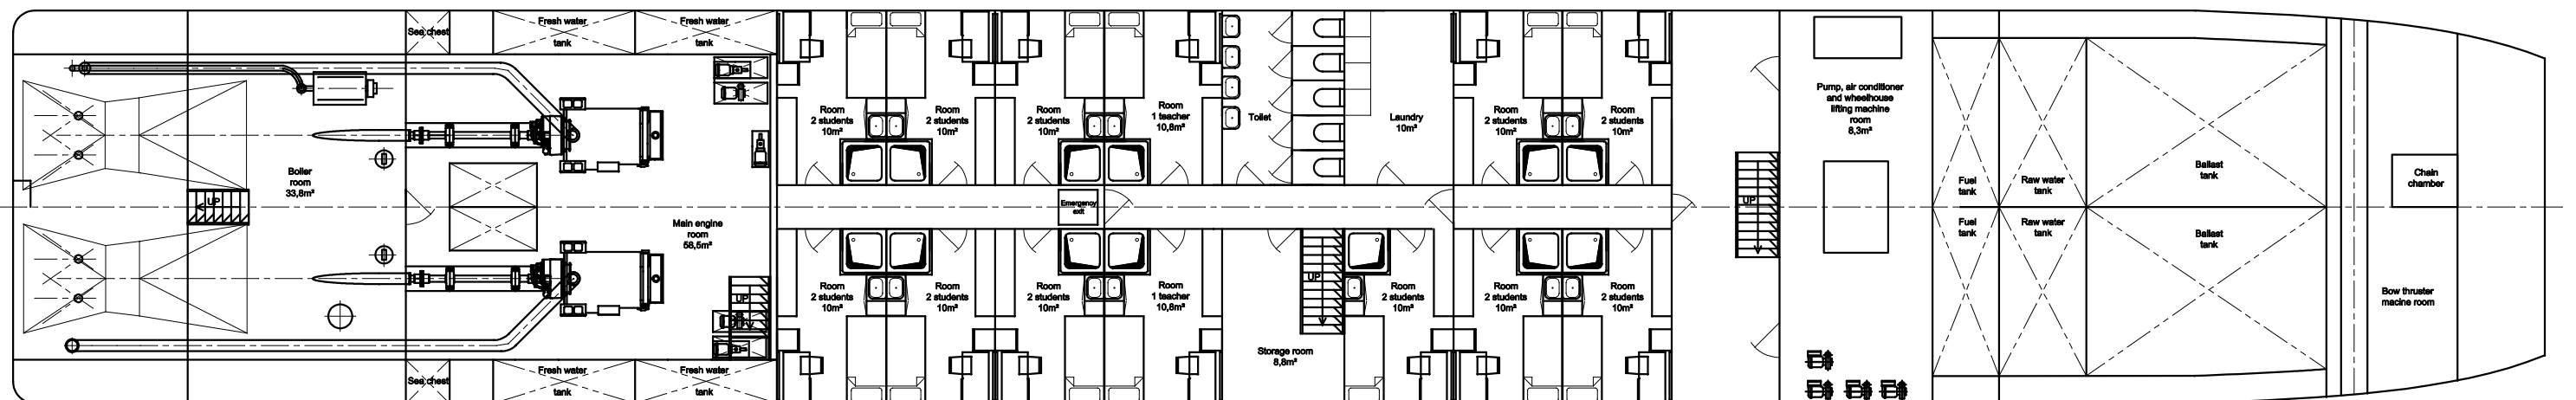 Sea chest
Fresh water
tank
Fresh water
tank
Boiler
room
33,8m²
UP
Main engine
room
58,5m²
UP
Sea chest
Fresh water
tank
Fresh water
tank
Room
2 students
10m²
Room
2 students
10m²
Room
2 students
10m²
Room
1 teacher
10,8m²
Toilet
Laundry
10m²
Room
2 students
10m²
Room
2 students
10m²
Emergency
exit
Room
2 students
10m²
Room
2 students
10m²
Room
2 students
10m²
Room
1 teacher
10,8m²
UP
Storage room
8,8m²
Room
2 students
10m²
Room
2 students
10m²
Room
2 students
10m²
Pump, air conditioner
and wheelhouse
lifting machine
room
8,3m²
UP
Fuel
tank
Raw water
tank
Ballast
tank
Fuel
tank
Raw water
tank
Ballast
tank
Chain
chamber
Bow thruster
macine room